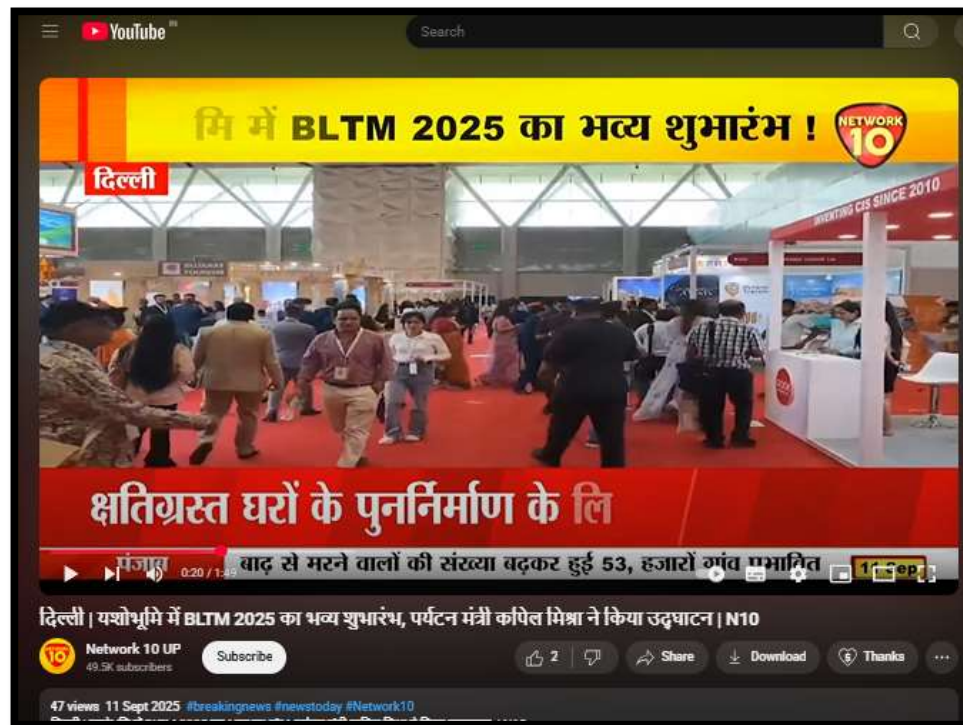 YouTube IN
Search
मि में BLTM 2025 का भव्य शुभारंभ !
NETWORK
10
दिल्ली
INVENTING CIS SINCE 2010
क्षतिग्रस्त घरों के पुनर्निर्माण के लि
पंजाब
बाढ़ से मरने वालों की संख्या बढ़कर हुई 53, हजारों गांव प्रभावित
0:20 / 1:49
दिल्ली | यशोभूमि में BLTM 2025 का भव्य शुभारंभ, पर्यटन मंत्री कपिल मिश्रा ने किया उद्घाटन | N10
10
Network 10 UP
49.5K subscribers
Subscribe
2
Share
Download
Thanks
47 views 11 Sept 2025 #breakingnews #newstoday #Network10